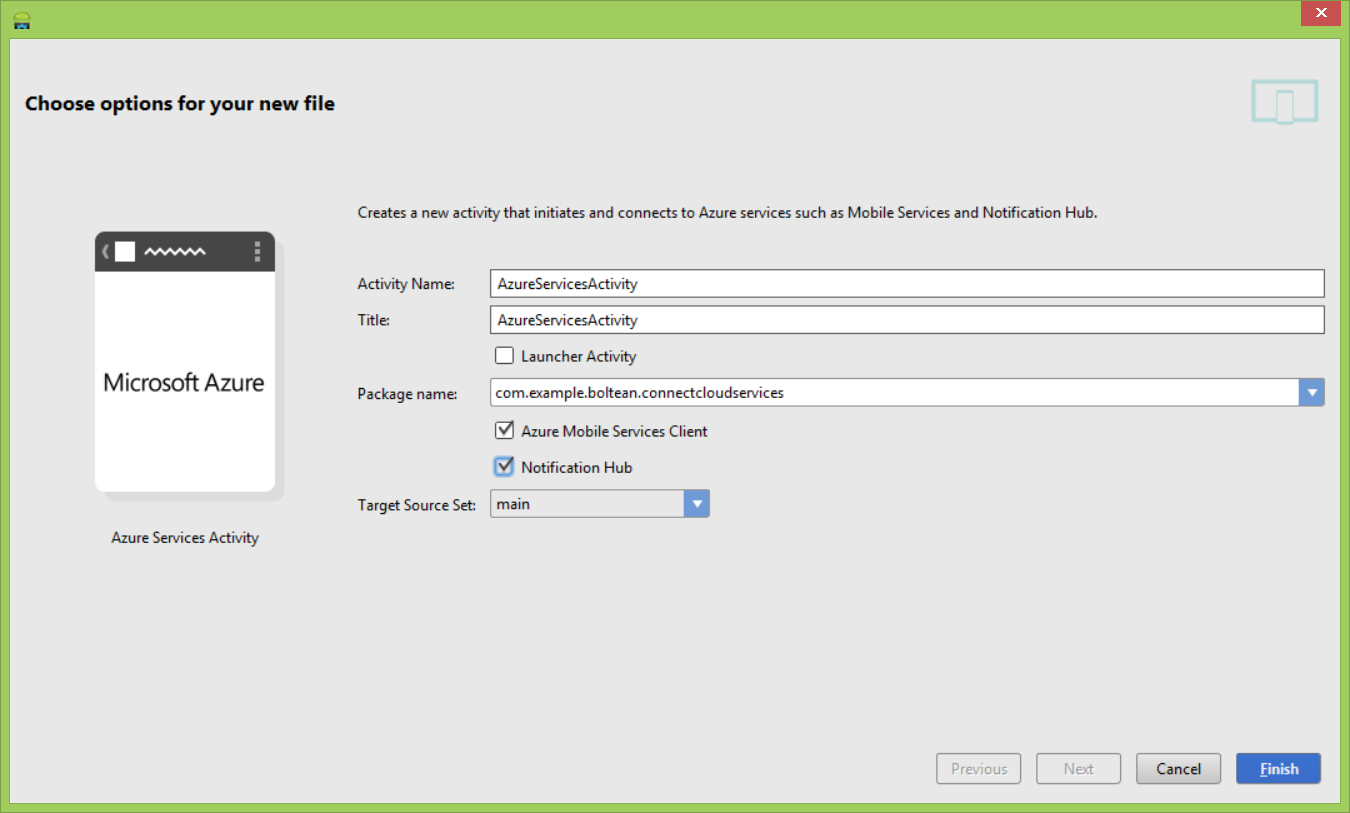 Choose options for your new file
Creates a new activity that initiates and connects to Azure services such as Mobile Services and Notification Hub.
Microsoft Azure
Azure Services Activity
Activity Name: AzureServicesActivity
Title: AzureServicesActivity
Launcher Activity
Package name: com.example.boltean.connectcloudservices
Azure Mobile Services Client
Notification Hub
Target Source Set: main
Previous Next Cancel Finish